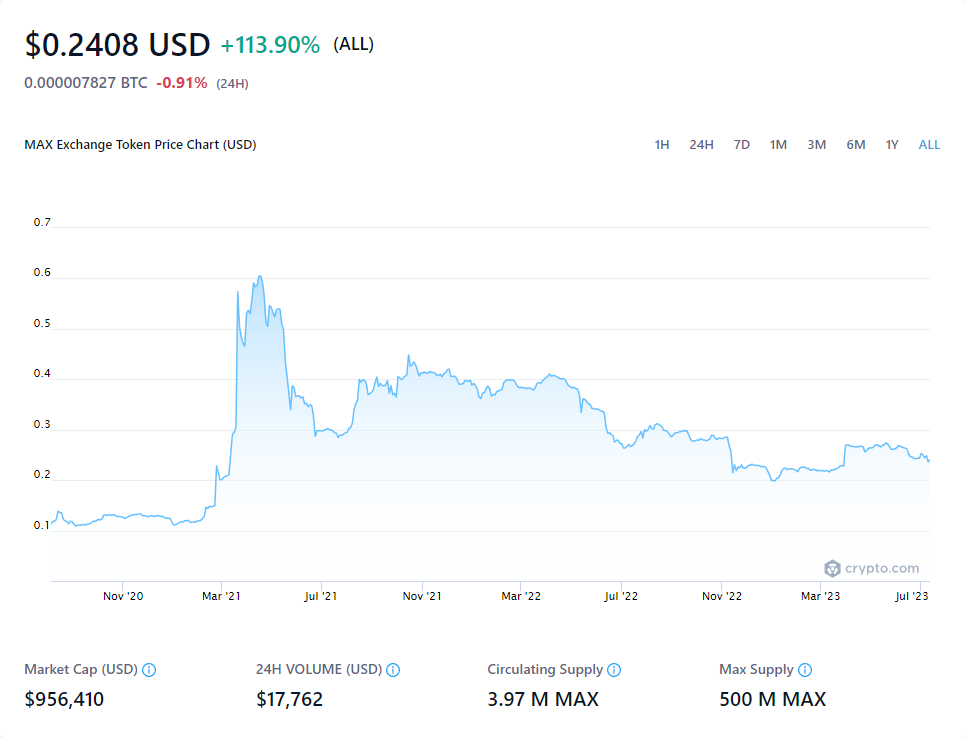 $0.2408 USD +113.90% (ALL)
0.000007827 BTC -0.91% (24H)
MAX Exchange Token Price Chart (USD) 1H 24H 7D 1M 3M 6M 1Y ALL
0.7
0.6
0.5
0.4
0.3
0.2
0.1
crypto.com
Nov '20 Mar '21 Jul '21 Nov '21 Mar '22 Jul '22 Nov '22 Mar '23 Jul '23
Market Cap (USD) 24H VOLUME (USD) Circulating Supply Max Supply
$956,410 $17,762 3.97 M MAX 500 M MAX